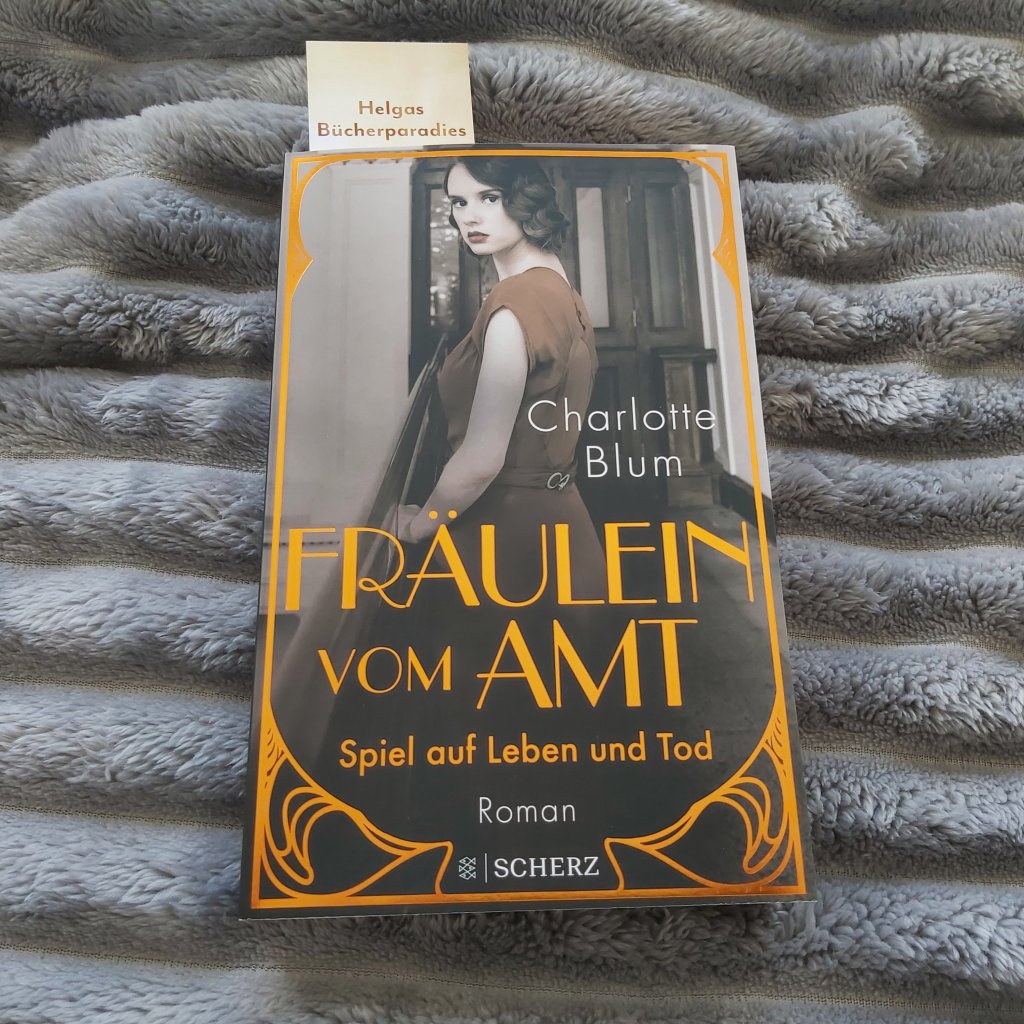 Helgas
Bücherparadies
Charlotte
Blum
FRÄULEIN
VOM AMT
Spiel auf Leben und Tod
Roman
SCHERZ